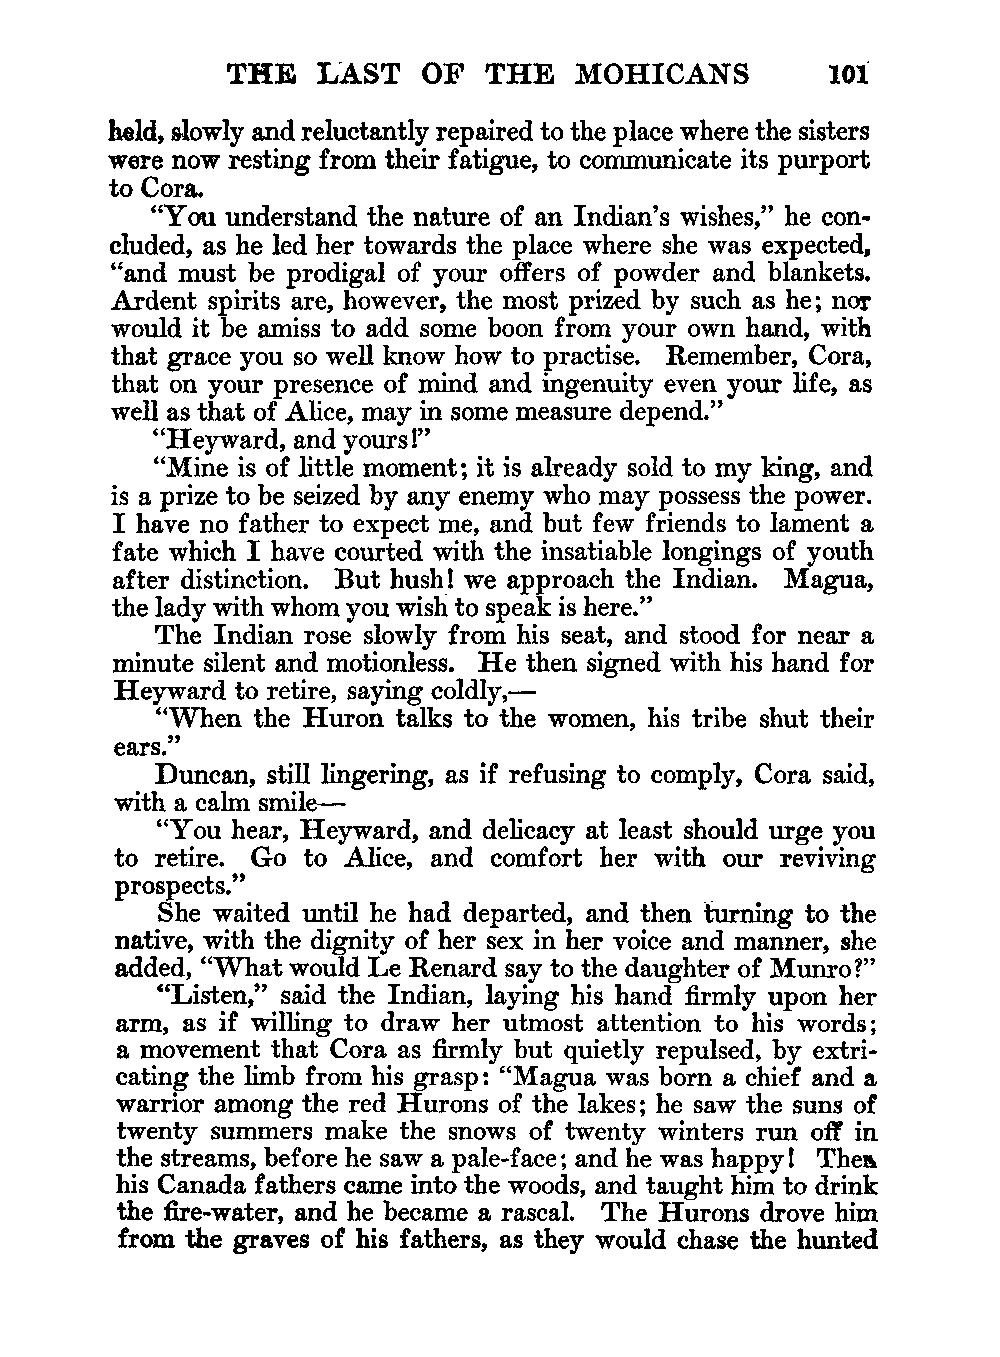 THE LAST OF THE MOHICANS 101
held, slowly and reluctantly repaired to the place where the sisters
were now resting from their fatigue, to communicate its purport
to Cora.
“You understand the nature of an Indian’s wishes,” he con-
cluded, as he led her towards the place where she was expected,
“and must be prodigal of your offers of powder and blankets.
Ardent spirits are, however, the most prized by such as he; nor
would it be amiss to add some boon from your own hand, with
that grace you so well know how to practise. Remember, Cora,
that on your presence of mind and ingenuity even your life, as
well as that of Alice, may in some measure depend.”
“Heyward, and yours!”
“Mine is of little moment; it is already sold to my king, and
is a prize to be seized by any enemy who may possess the power.
I have no father to expect me, and but few friends to lament a
fate which I have courted with the insatiable longings of youth
after distinction. But hush! we approach the Indian. Magua,
the lady with whom you wish to speak is here.”
The Indian rose slowly from his seat, and stood for near a
minute silent and motionless. He then signed with his hand for
Heyward to retire, saying coldly,—
“When the Huron talks to the women, his tribe shut their
ears.”
Duncan, still lingering, as if refusing to comply, Cora said,
with a calm smile—
“You hear, Heyward, and delicacy at least should urge you
to retire. Go to Alice, and comfort her with our reviving
prospects.”
She waited until he had departed, and then turning to the
native, with the dignity of her sex in her voice and manner, she
added, “What would Le Renard say to the daughter of Munro?”
“Listen,” said the Indian, laying his hand firmly upon her
arm, as if willing to draw her utmost attention to his words;
a movement that Cora as firmly but quietly repulsed, by extri-
cating the limb from his grasp: “Magua was born a chief and a
warrior among the red Hurons of the lakes; he saw the suns of
twenty summers make the snows of twenty winters run off in
the streams, before he saw a pale-face; and he was happy! Then
his Canada fathers came into the woods, and taught him to drink
the fire-water, and he became a rascal. The Hurons drove him
from the graves of his fathers, as they would chase the hunted